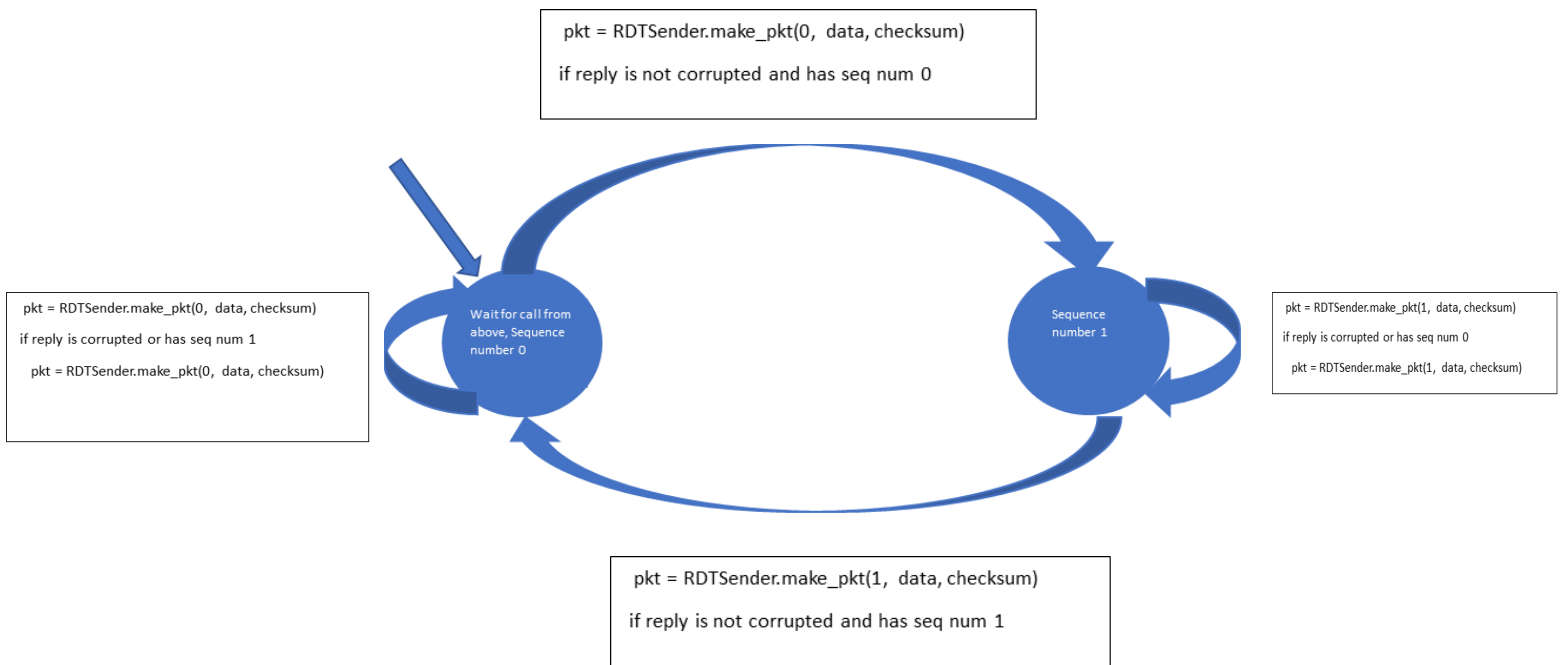 pkt = RDTSender.make_pkt(0, data, checksum)
if reply is not corrupted and has seq num 0
pkt = RDTSender.make_pkt(0, data, checksum)
if reply is corrupted or has seq num 1
pkt = RDTSender.make_pkt(0, data, checksum)
Wait for call from
above, Sequence
number 0
Sequence
number 1
pkt = RDTSender.make_pkt(1, data, checksum)
if reply is corrupted or has seq num 0
pkt = RDTSender.make_pkt(1, data, checksum)
pkt = RDTSender.make_pkt(1, data, checksum)
if reply is not corrupted and has seq num 1